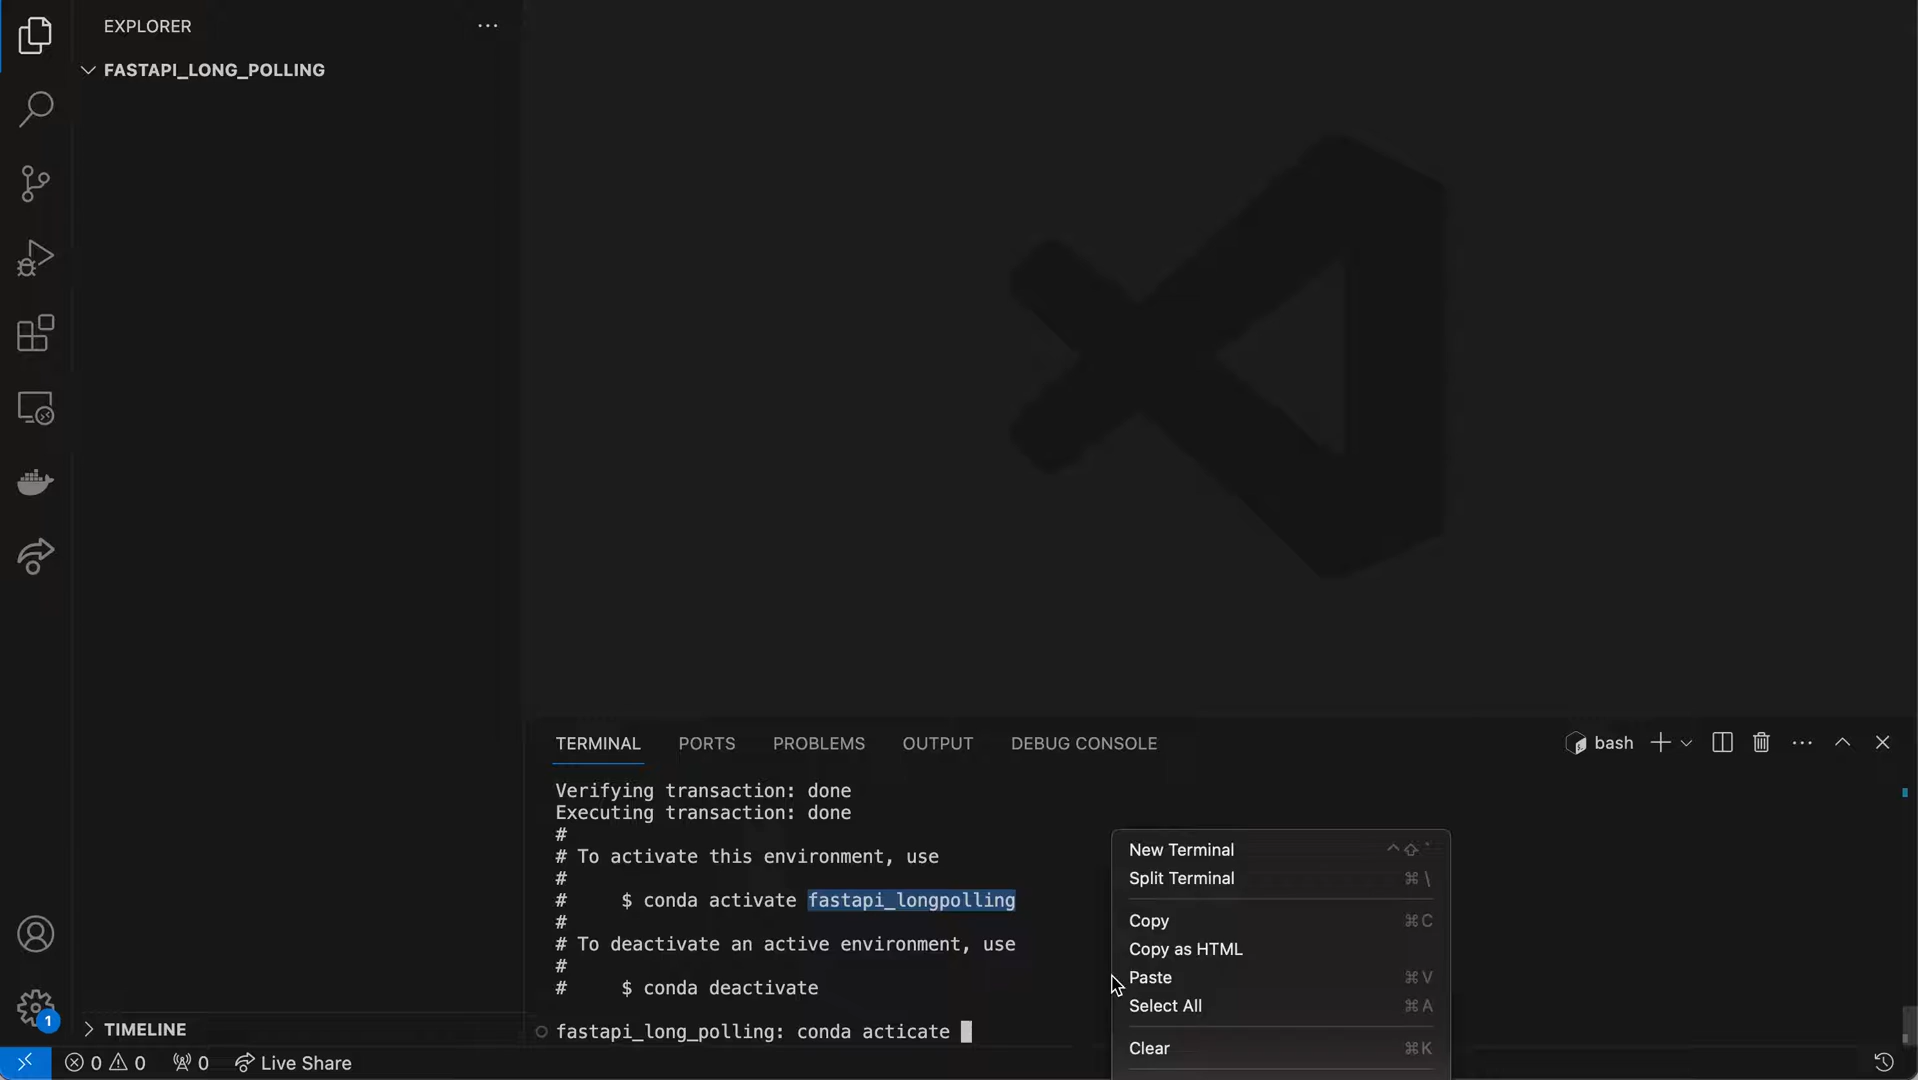 EXPLORER
FASTAPI_LONG_POLLING
TERMINAL PORTS PROBLEMS OUTPUT DEBUG CONSOLE
bash
Verifying transaction: done
Executing transaction: done
#
# To activate this environment, use
#
#     $ conda activate fastapi_longpolling
#
# To deactivate an active environment, use
#
#     $ conda deactivate
fastapi_long_polling: conda acticate
New Terminal ^⇧`
Split Terminal ⌘\
Copy ⌘C
Copy as HTML
Paste ⌘V
Select All ⌘A
Clear ⌘K
1
TIMELINE
0 0 0 Live Share